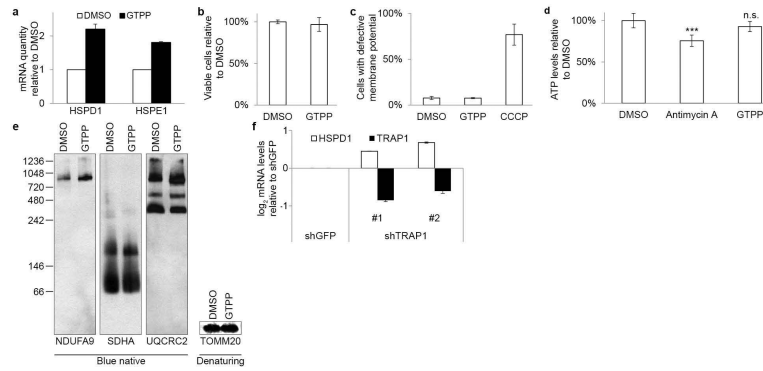 a
mRNA quantity
relative to DMSO
2
1
0
DMSO GTPP
HSPD1 HSPE1
b
Viable cells relative
to DMSO
100%
50%
0%
DMSO GTPP
c
Cells with defective
membrane potential
100%
50%
0%
DMSO GTPP CCCP
d
ATP levels relative
to DMSO
100%
50%
0%
***
n.s.
DMSO Antimycin A GTPP
e
DMSO GTPP DMSO GTPP DMSO GTPP
1236
1048
720
480
242
146
66
NDUFA9 SDHA UQCRC2
Blue native
DMSO GTPP
TOMM20
Denaturing
f
log2 mRNA levels
relative to shGFP
HSPD1 TRAP1
1
0
-1
#1 #2
shGFP shTRAP1